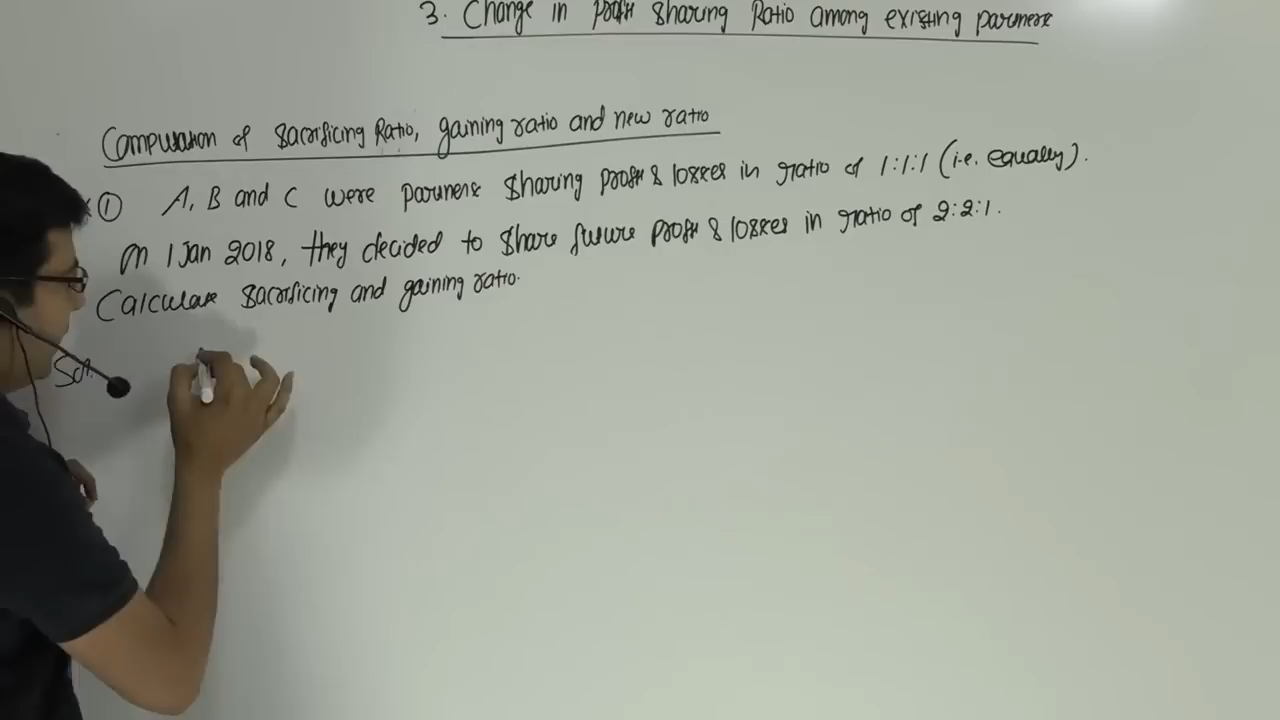 3. Change in Profit Sharing Ratio among existing partners
Computation of Sacrificing Ratio, gaining ratio and new ratio
① A, B and C were partners sharing profit & losses in ratio of 1:1:1 (i.e. equally).
On 1 Jan 2018, they decided to share future profit & losses in ratio of 2:2:1.
Calculate sacrificing and gaining ratio.
Sol.